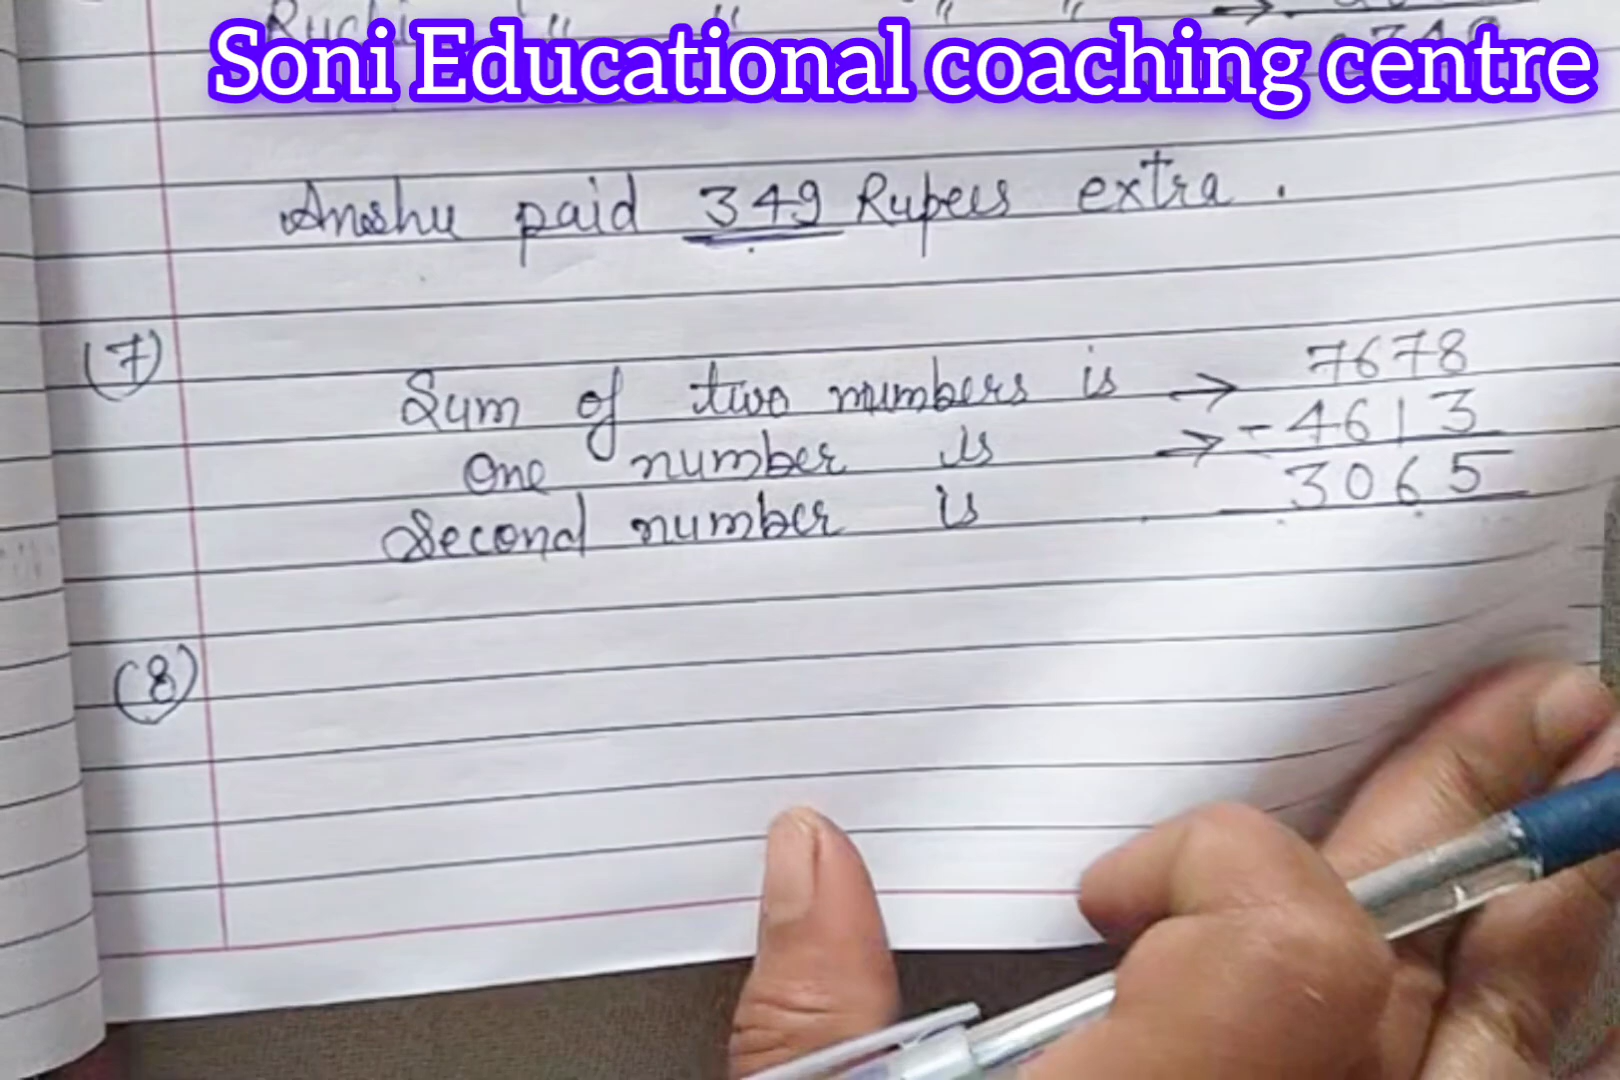 Soni Educational coaching centre
Anshu paid 349 Rupees extra.
(7)
Sum of two numbers is → 7678
One number is → - 4613
Second number is 3065
(8)